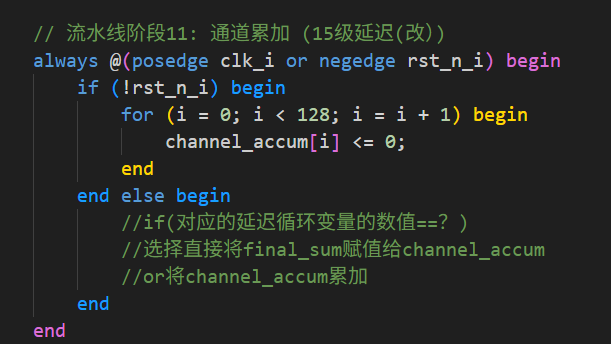 // 流水线阶段11: 通道累加 (15级延迟(改))
always @(posedge clk_i or negedge rst_n_i) begin
if (!rst_n_i) begin
for (i = 0; i < 128; i = i + 1) begin
channel_accum[i] <= 0;
end
end else begin
//if(对应的延迟循环变量的数值==？)
//选择直接将final_sum赋值给channel_accum
//or将channel_accum累加
end
end